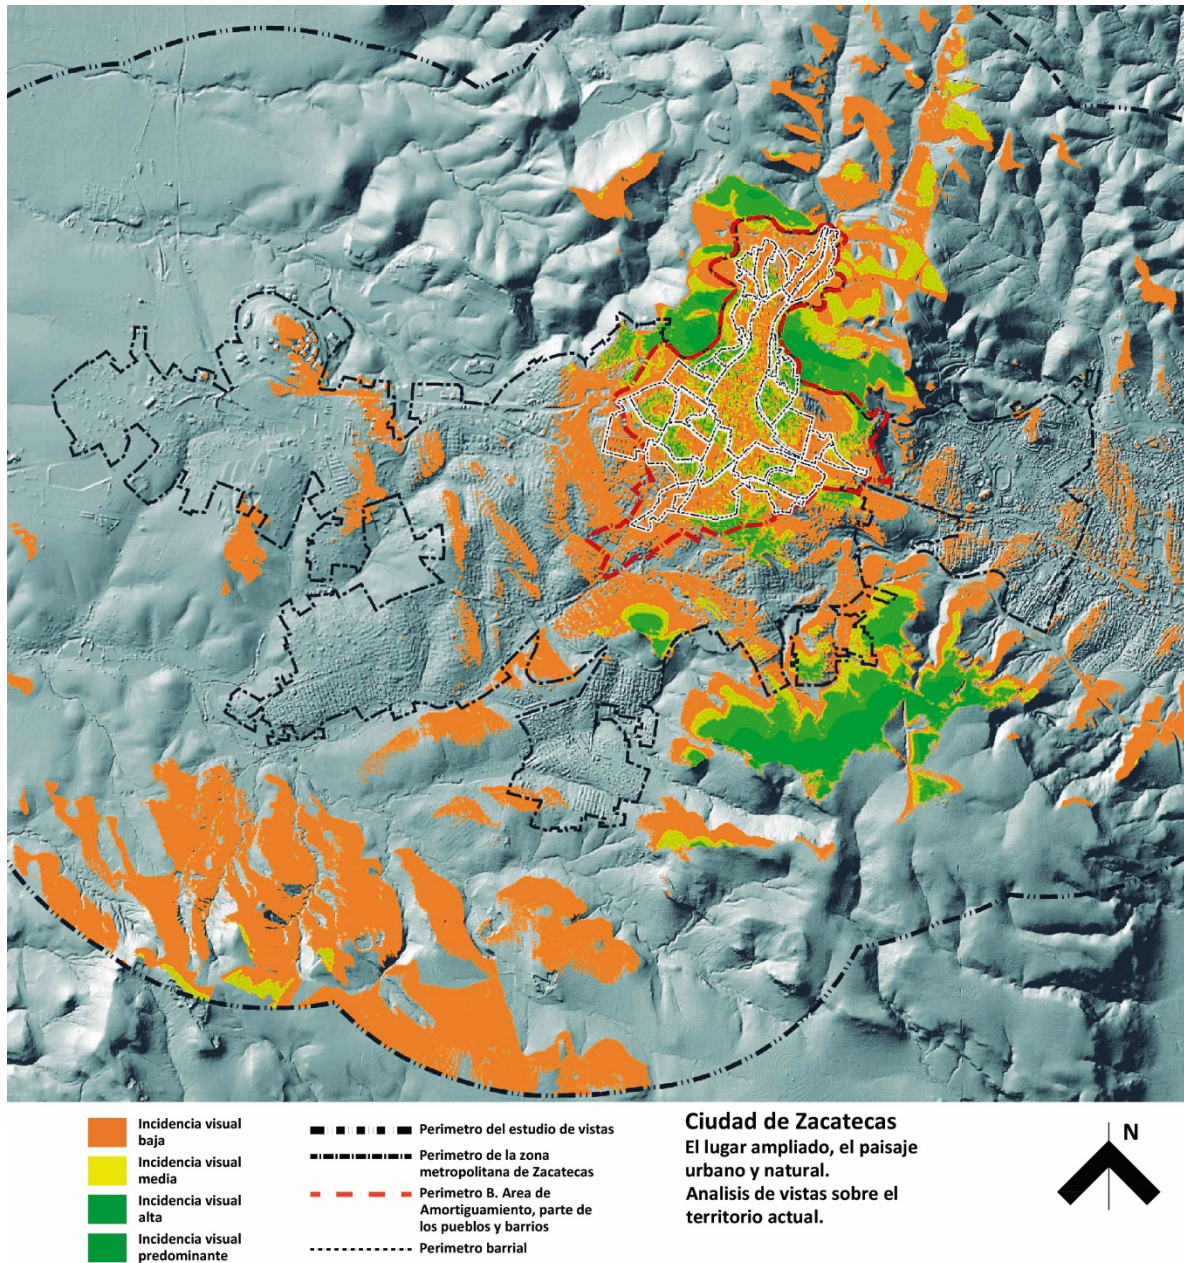 Incidencia visual
baja
Incidencia visual
media
Incidencia visual
alta
Incidencia visual
predominante
Perimetro del estudio de vistas
Perimetro de la zona
metropolitana de Zacatecas
Perimetro B. Area de
Amortiguamiento, parte de
los pueblos y barrios
Perimetro barrial
Ciudad de Zacatecas
El lugar ampliado, el paisaje
urbano y natural.
Analisis de vistas sobre el
territorio actual.
N